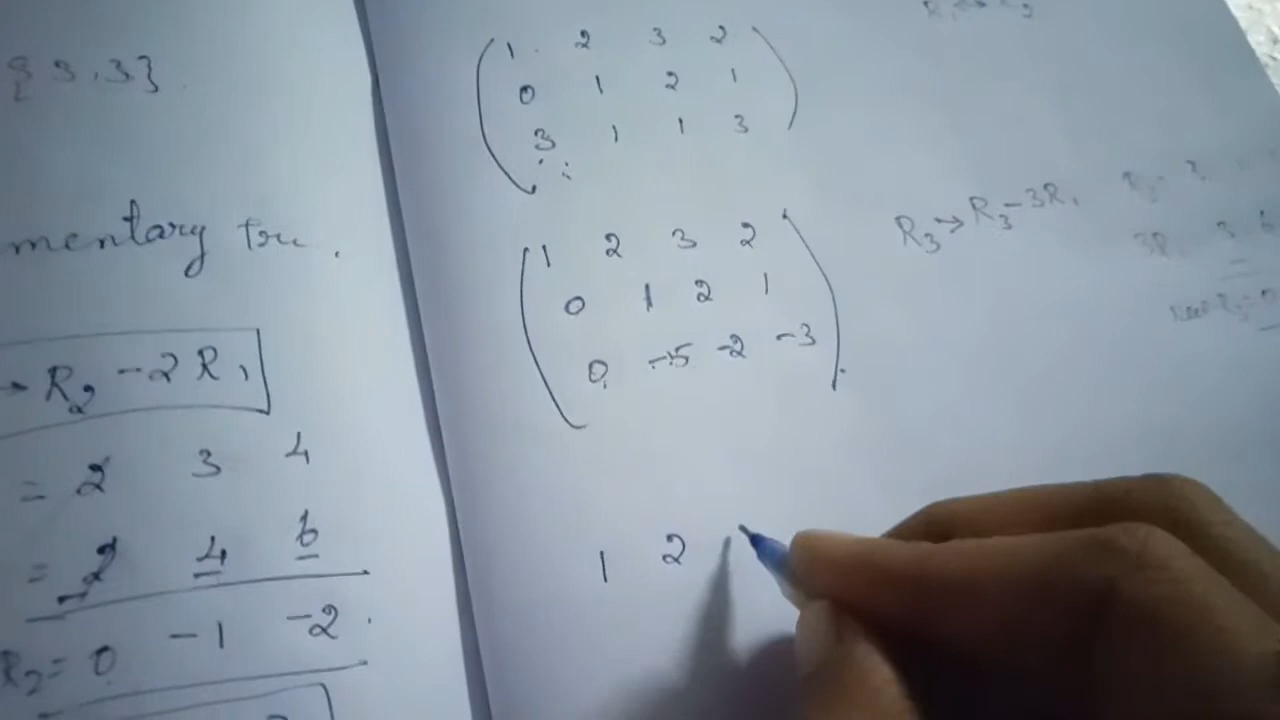 {3,3}
mentary
→ R2 -2R1
= 2 3 4
= 2 4 6
R2 = 0 -1 -2
1 2 3 2
0 1 2 1
3 1 1 3
R3→R3-3R1
1 2 3 2
0 1 2 1
0 -5 -2 -3
1 2